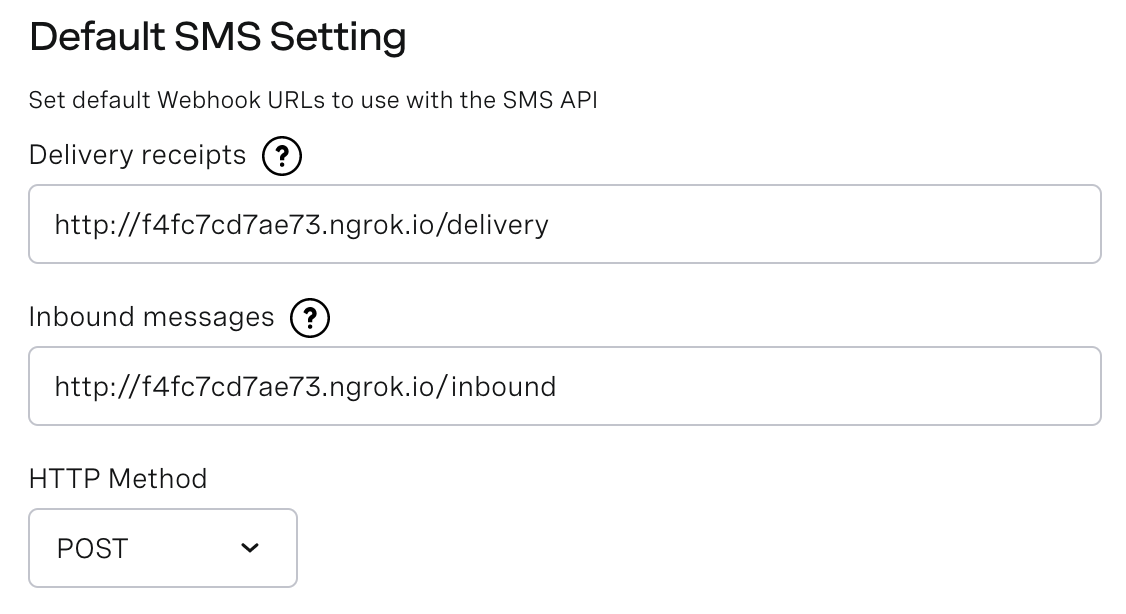 Default SMS Setting
Set default Webhook URLs to use with the SMS API
Delivery receipts ?
http://f4fc7cd7ae73.ngrok.io/delivery
Inbound messages ?
http://f4fc7cd7ae73.ngrok.io/inbound
HTTP Method
POST